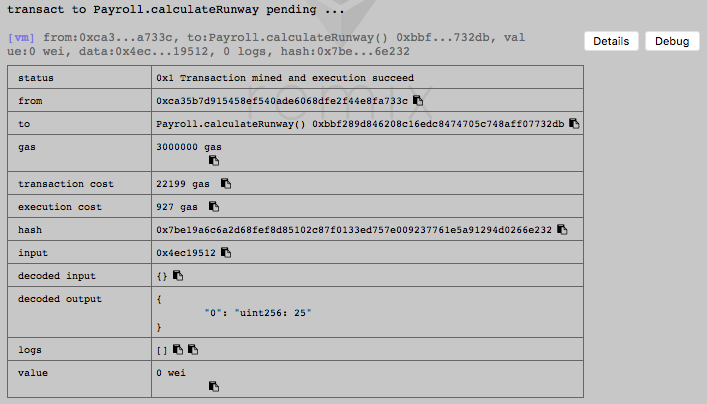 transact to Payroll.calculateRunway pending ...
[vm] from:0xca3...a733c, to:Payroll.calculateRunway() 0xbbf...732db, val
ue:0 wei, data:0x4ec...19512, 0 logs, hash:0x7be...6e232
Details Debug
status 0x1 Transaction mined and execution succeed
from 0xca35b7d915458ef540ade6068dfe2f44e8fa733c
to Payroll.calculateRunway() 0xbbf289d846208c16edc8474705c748aff07732db
gas 3000000 gas
transaction cost 22199 gas
execution cost 927 gas
hash 0x7be19a6c6a2d68fef8d85102c87f0133ed757e009237761e5a91294d0266e232
input 0x4ec19512
decoded input {}
decoded output {
"0": "uint256: 25"
}
logs []
value 0 wei
remix